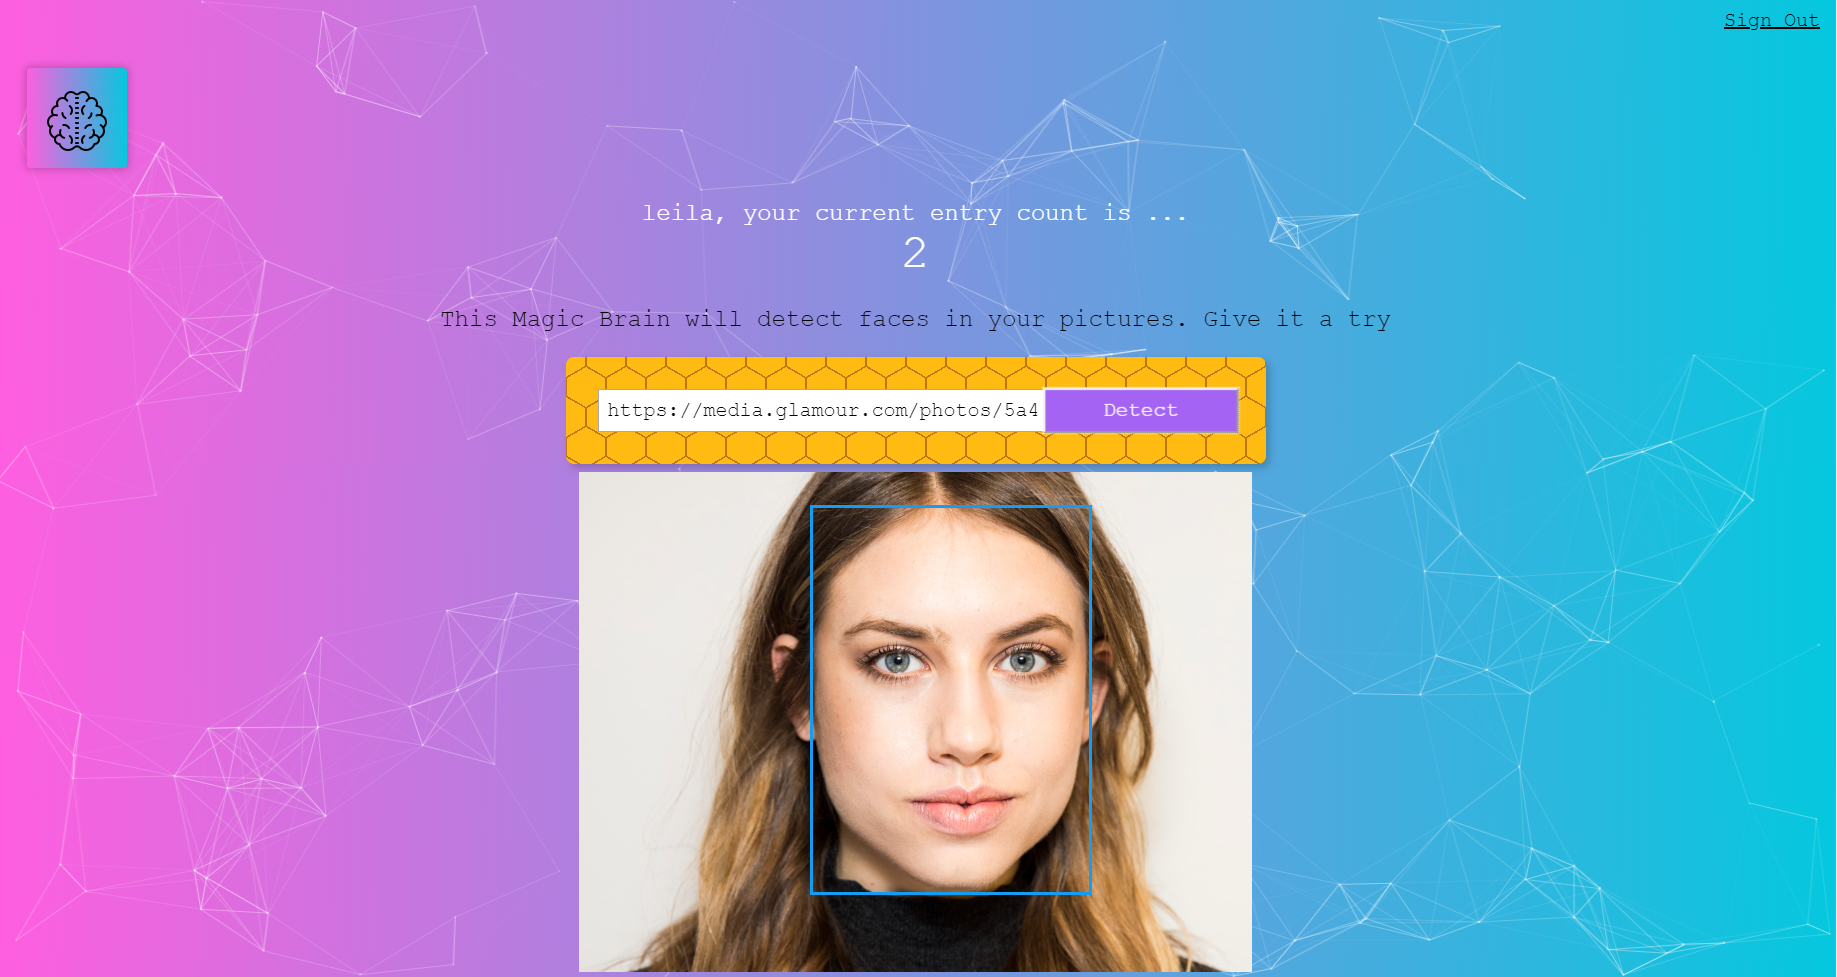 Sign Out
leila, your current entry count is ...
2
This Magic Brain will detect faces in your pictures. Give it a try
https://media.glamour.com/photos/5a4
Detect